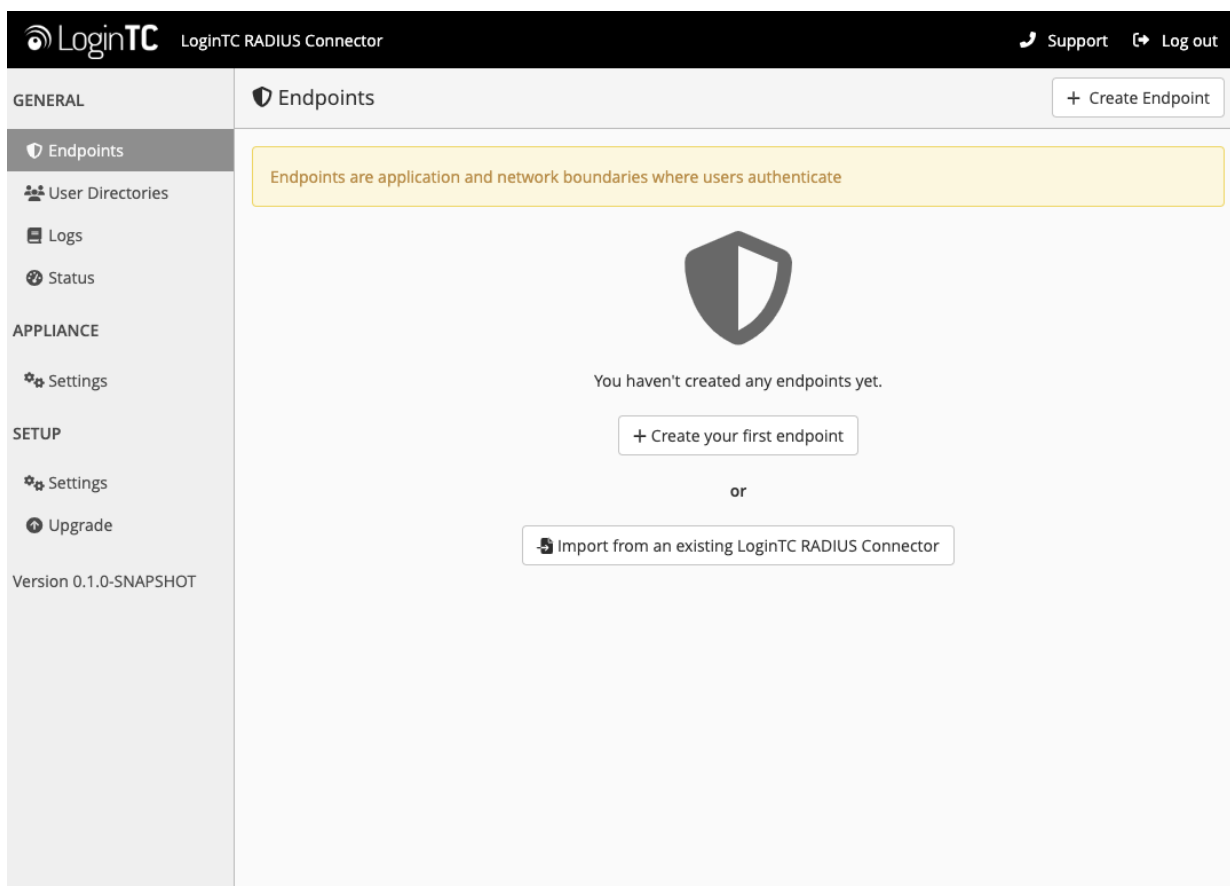 LoginTC LoginTC RADIUS Connector Support Log out
GENERAL
Endpoints
User Directories
Logs
Status
APPLIANCE
Settings
SETUP
Settings
Upgrade
Version 0.1.0-SNAPSHOT
Endpoints
+ Create Endpoint
Endpoints are application and network boundaries where users authenticate
You haven't created any endpoints yet.
+ Create your first endpoint
or
Import from an existing LoginTC RADIUS Connector